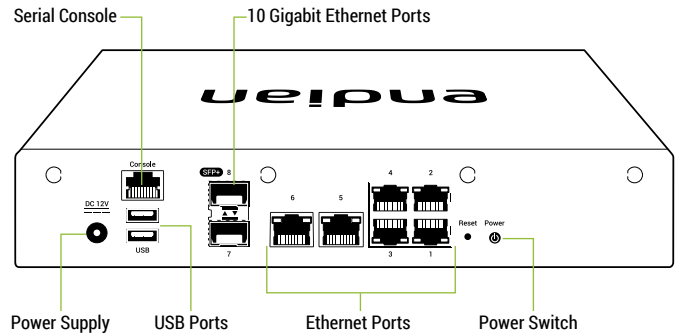 Serial Console
10 Gigabit Ethernet Ports
endian
Console
SFP+ 8
4 2
6 5
DC 12V
Reset Power
USB
7
3 1
Power Supply
USB Ports
Ethernet Ports
Power Switch